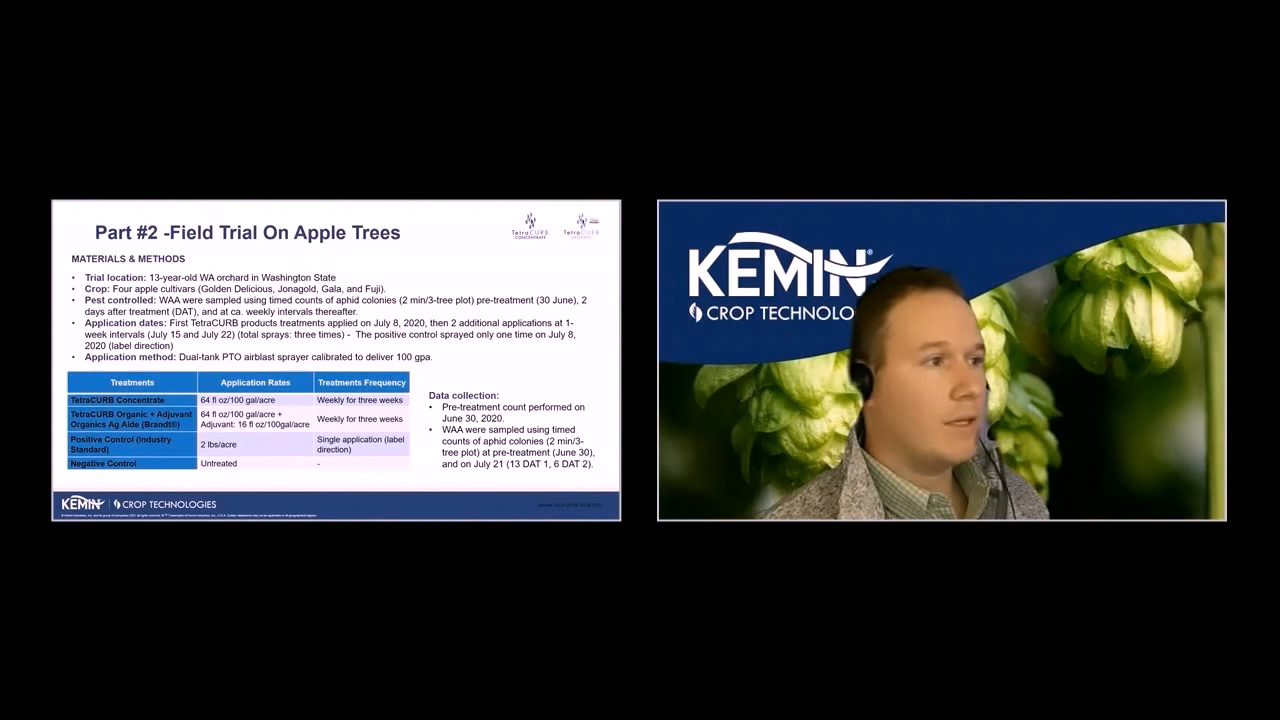 Part #2 -Field Trial On Apple Trees
TetraCURB
CONCENTRATE
TetraCURB
ORGANIC
MATERIALS & METHODS
• Trial location: 13-year-old WA orchard in Washington State
• Crop: Four apple cultivars (Golden Delicious, Jonagold, Gala, and Fuji).
• Pest controlled: WAA were sampled using timed counts of aphid colonies (2 min/3-tree plot) pre-treatment (30 June), 2
days after treatment (DAT), and at ca. weekly intervals thereafter.
• Application dates: First TetraCURB products treatments applied on July 8, 2020, then 2 additional applications at 1-
week intervals (July 15 and July 22) (total sprays: three times) - The positive control sprayed only one time on July 8,
2020 (label direction)
• Application method: Dual-tank PTO airblast sprayer calibrated to deliver 100 gpa.
Treatments Application Rates Treatments Frequency
TetraCURB Concentrate 64 fl oz/100 gal/acre Weekly for three weeks
TetraCURB Organic + Adjuvant
Organics Ag Aide (Brandt®)
64 fl oz/100 gal/acre +
Adjuvant: 16 fl oz/100gal/acre
Weekly for three weeks
Positive Control (Industry
Standard)
2 lbs/acre
Single application (label
direction)
Negative Control Untreated -
Data collection:
• Pre-treatment count performed on
June 30, 2020.
• WAA were sampled using timed
counts of aphid colonies (2 min/3-
tree plot) at pre-treatment (June 30),
and on July 21 (13 DAT 1, 6 DAT 2).
KEMIN | CROP TECHNOLOGIES
KEMIN®
CROP TECHNOLO